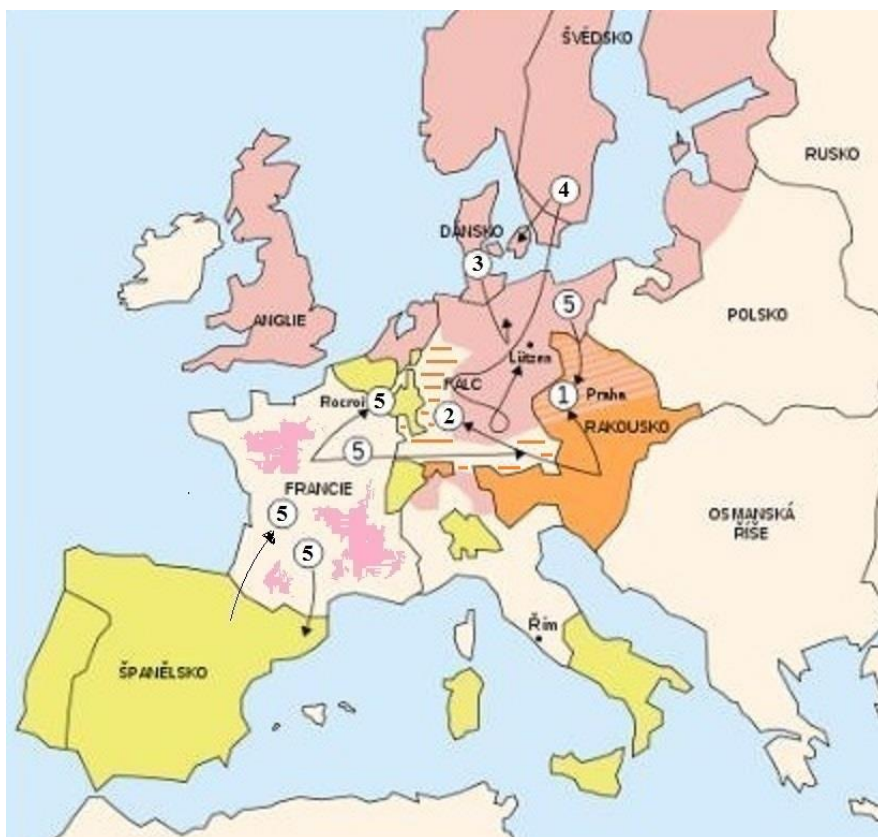 ŠVÉDSKO
RUSKO
4
DÁNSKO
3
5
POLSKO
ANGLIE
Lützen
FALC
1
Praha
Rocroi
5
2
RAKOUSKO
5
FRANCIE
5
OSMANSKÁ
ŘÍŠE
5
Řím
ŠPANĚLSKO